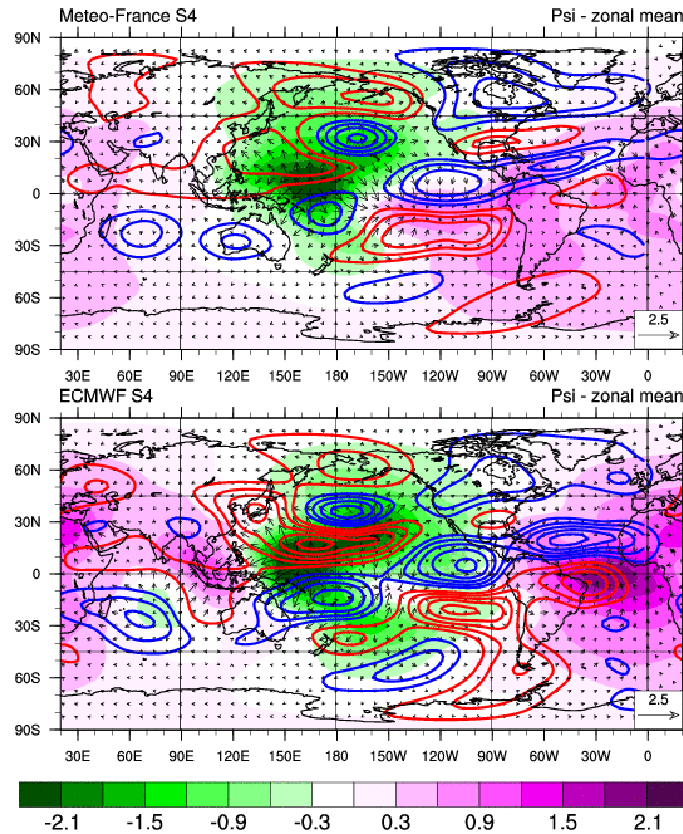 Meteo-France S4 Psi - zonal mean
90N
60N
30N
0
30S
60S
90S
2.5
30E 60E 90E 120E 150E 180 150W 120W 90W 60W 30W 0
ECMWF S4 Psi - zonal mean
90N
60N
30N
0
30S
60S
90S
2.5
30E 60E 90E 120E 150E 180 150W 120W 90W 60W 30W 0
-2.1 -1.5 -0.9 -0.3 0.3 0.9 1.5 2.1